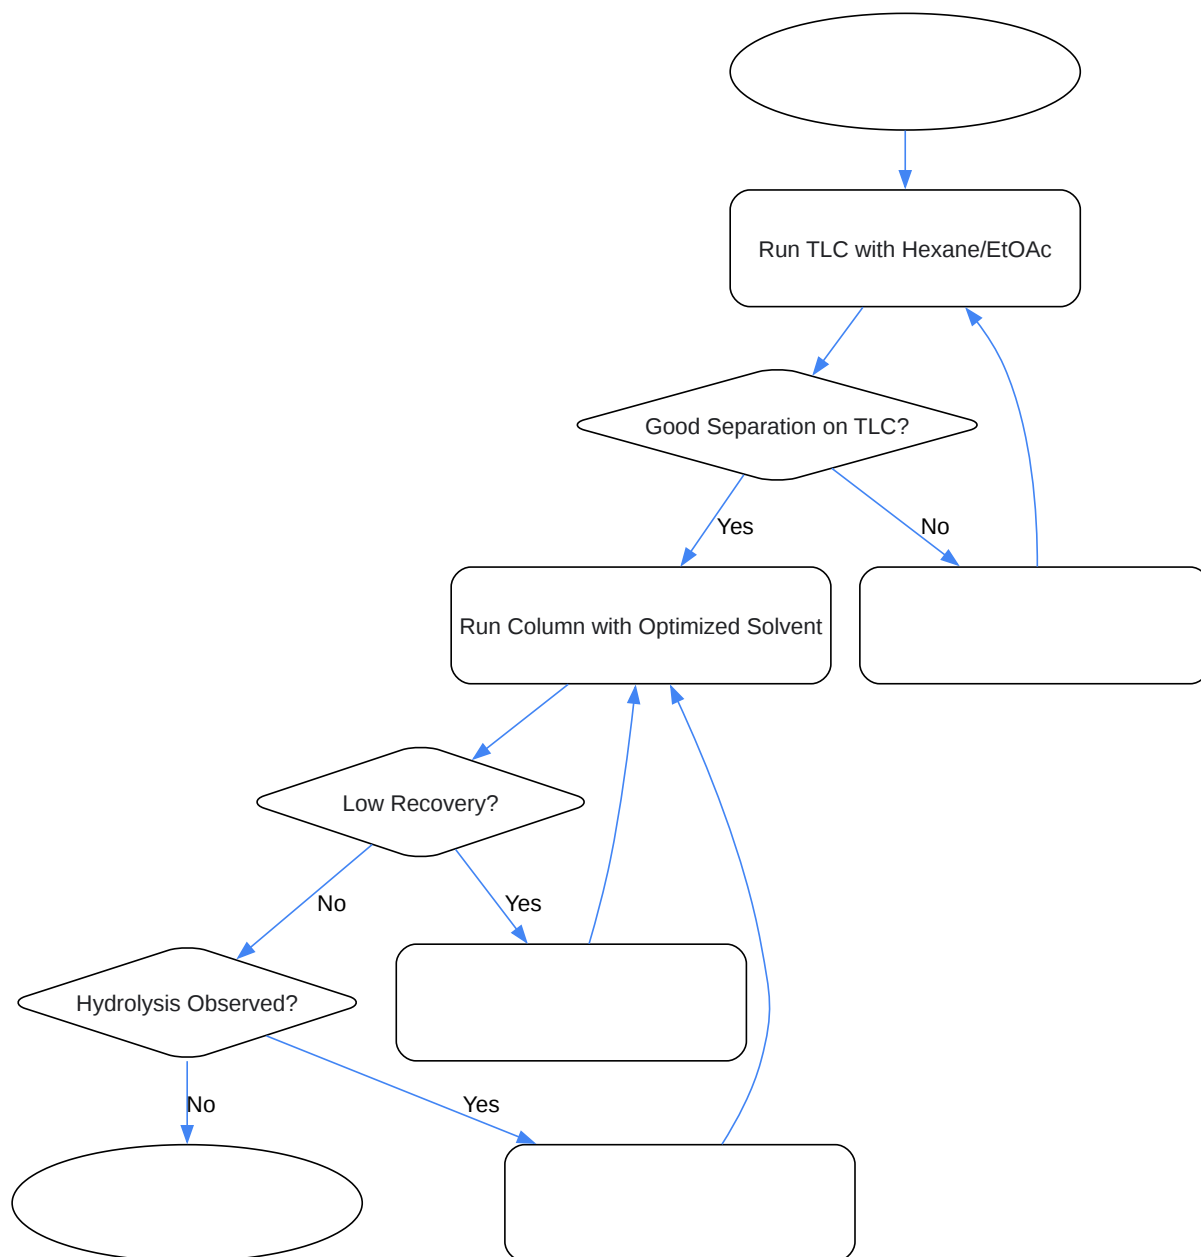 Run TLC with Hexane/EtOAc
Good Separation on TLC?
Yes
No
Run Column with Optimized Solvent
Low Recovery?
No
Yes
Hydrolysis Observed?
No
Yes